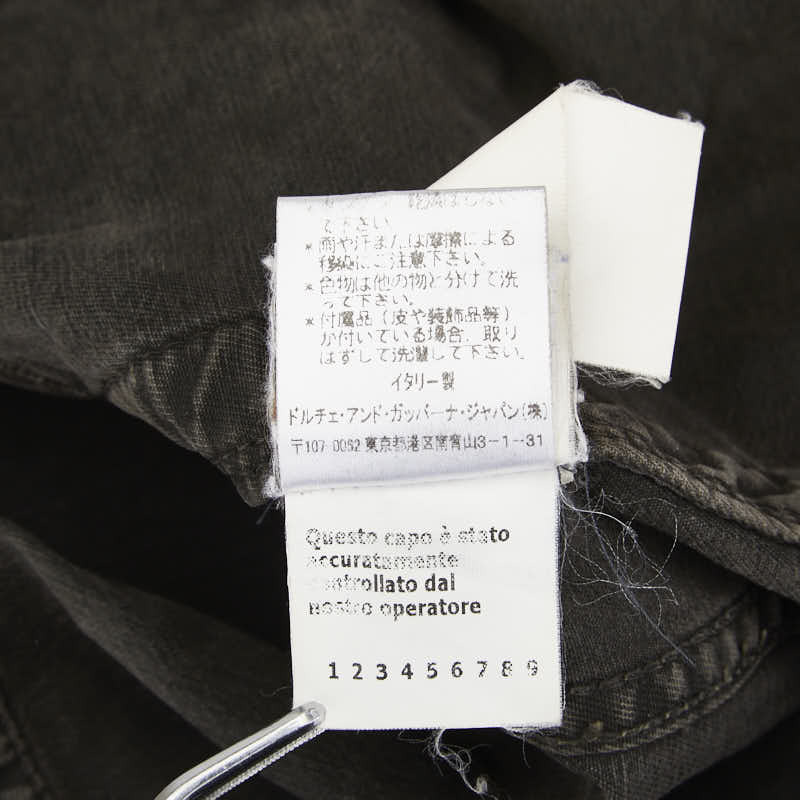 て下さい。
*雨や汗または摩擦による
移染にご注意下さい。
*色物は他の物と分けて洗
って下さい。
*付属品(皮や装飾品等)
が付いている場合、取り
はずして洗濯して下さい。
イタリー製
ドルチェ・アンド・ガッバーナ・ジャパン(株)
〒107-0062 東京都港区南青山3-1-31
Questo capo è stato
accuratamente
controllato dal
nostro operatore
1 2 3 4 5 6 7 8 9